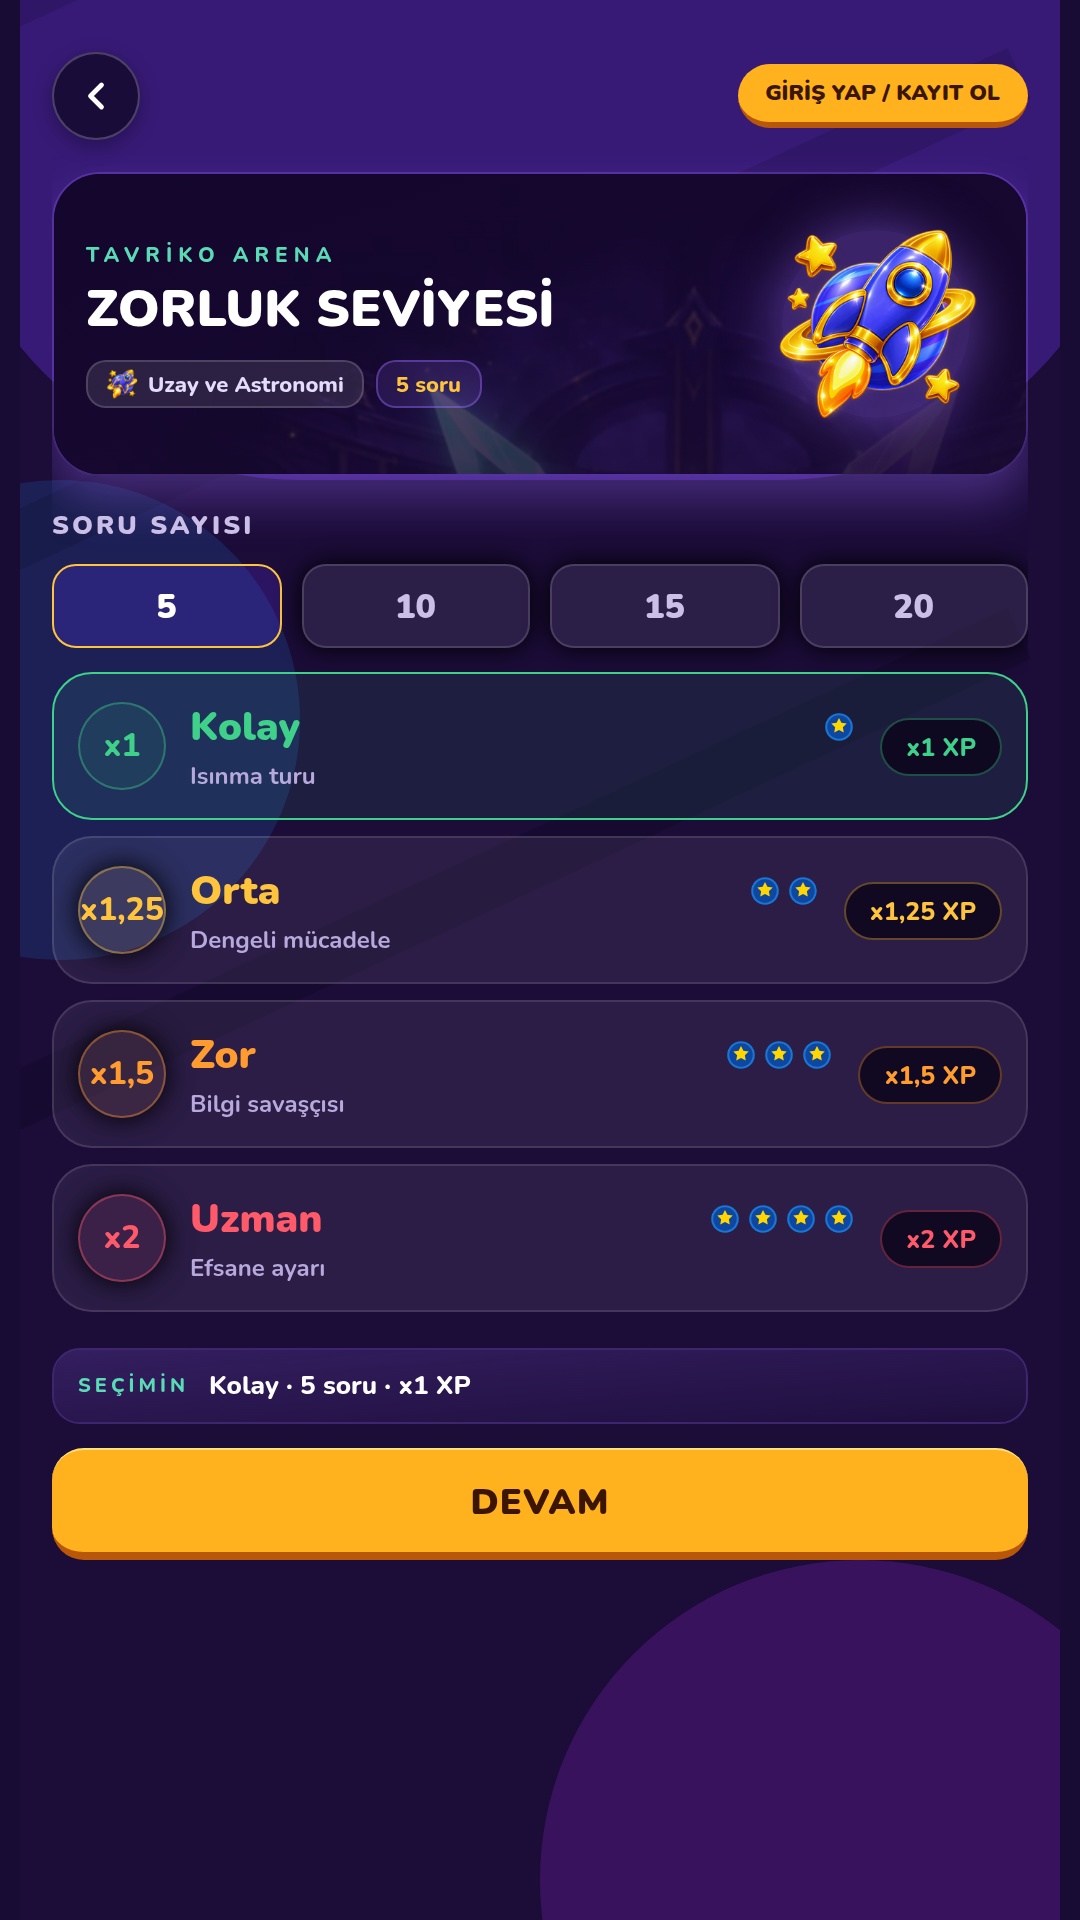 GİRİŞ YAP / KAYIT OL
TAVRİKO ARENA
ZORLUK SEVİYESİ
Uzay ve Astronomi
5 soru
SORU SAYISI
5
10
15
20
x1
Kolay
Isınma turu
x1 XP
x1,25
Orta
Dengeli mücadele
x1,25 XP
x1,5
Zor
Bilgi savaşçısı
x1,5 XP
x2
Uzman
Efsane ayarı
x2 XP
SEÇİMİN Kolay · 5 soru · x1 XP
DEVAM